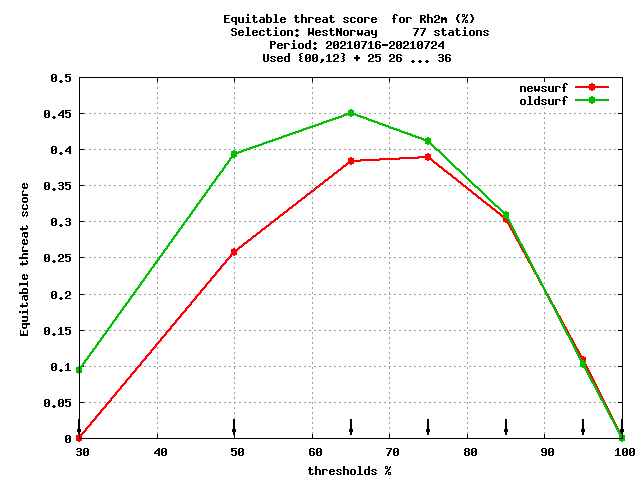 Equitable threat score  for Rh2m (%)
Selection: WestNorway     77 stations
Period: 20210716-20210724
Used {00,12} + 25 26 ... 36
newsurf
oldsurf
0.5
0.45
0.4
0.35
0.3
0.25
0.2
0.15
0.1
0.05
0
Equitable threat score
30 40 50 60 70 80 90 100
thresholds %